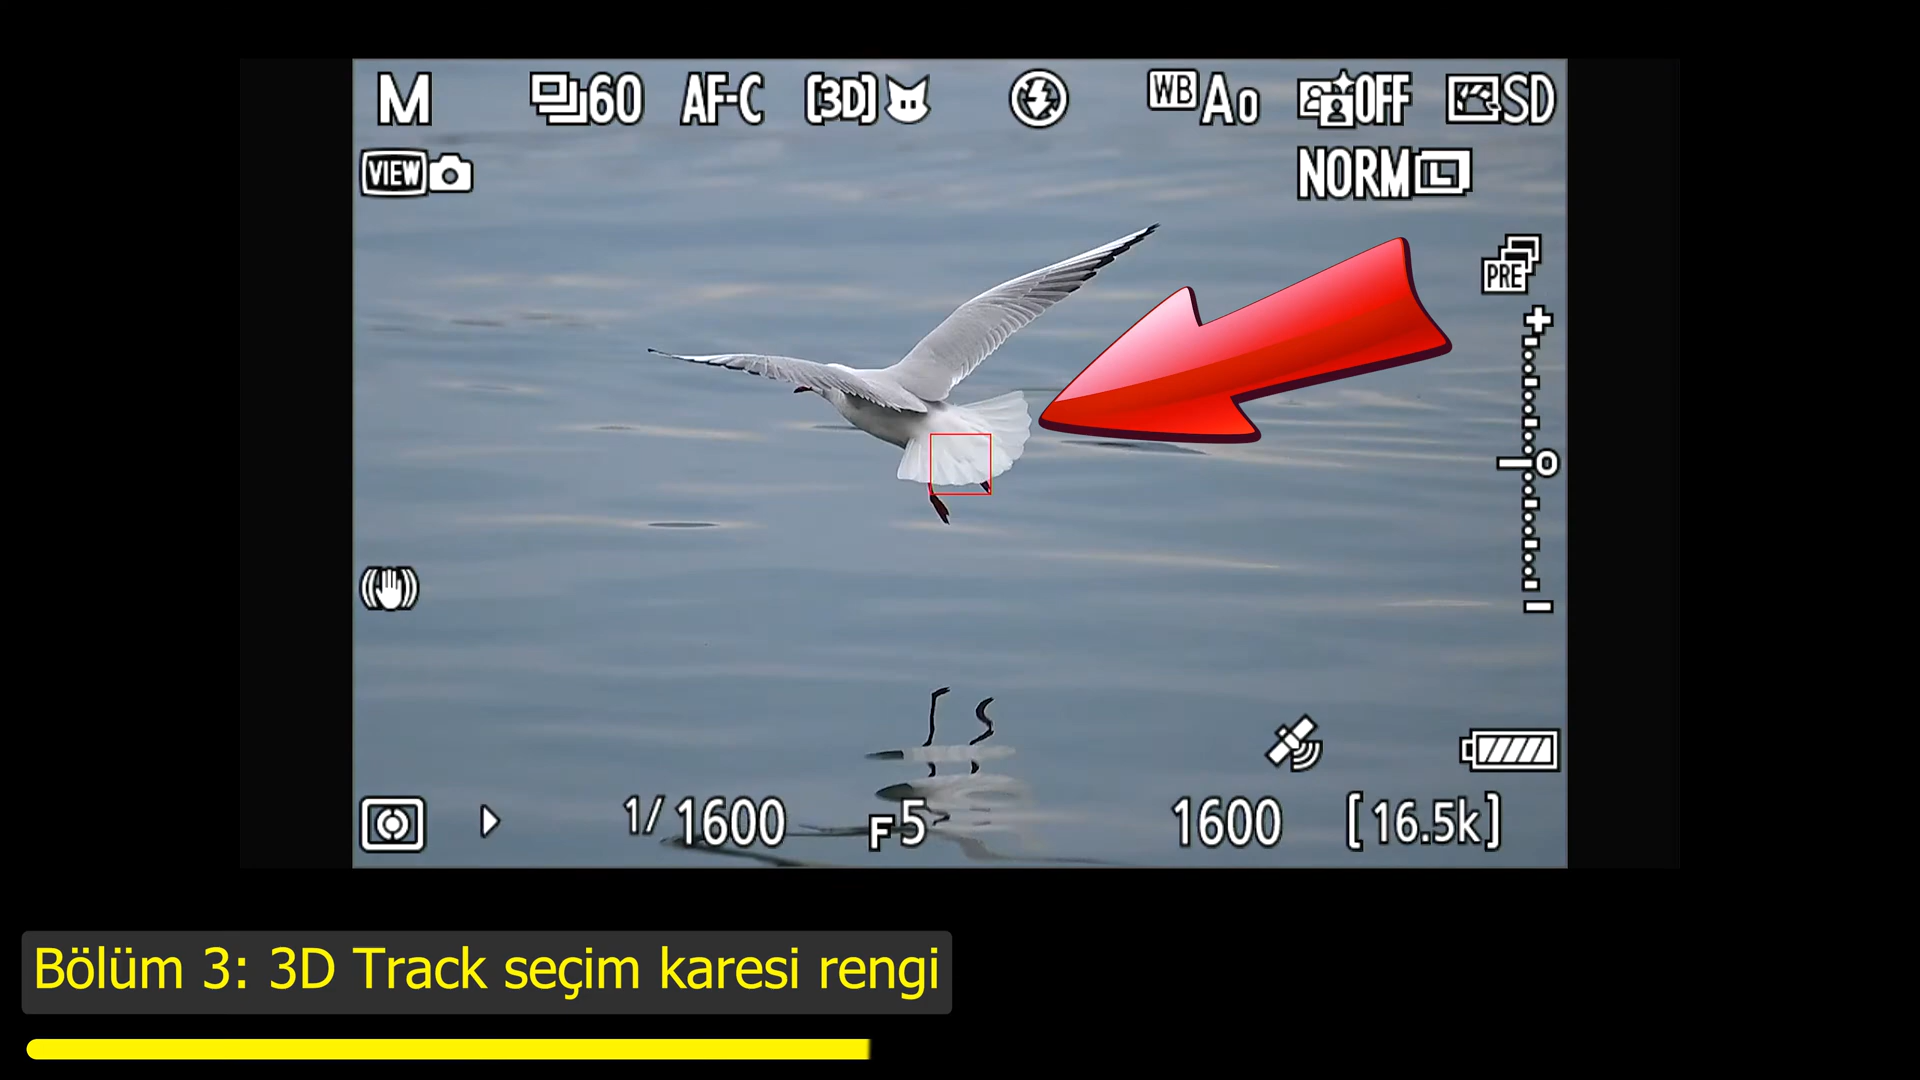 M 60 AF-C [3D] WB A0 OFF SD
VIEW NORM L
PRE
+
0
-
1/1600 F5 1600 [16.5k]
Bölüm 3: 3D Track seçim karesi rengi